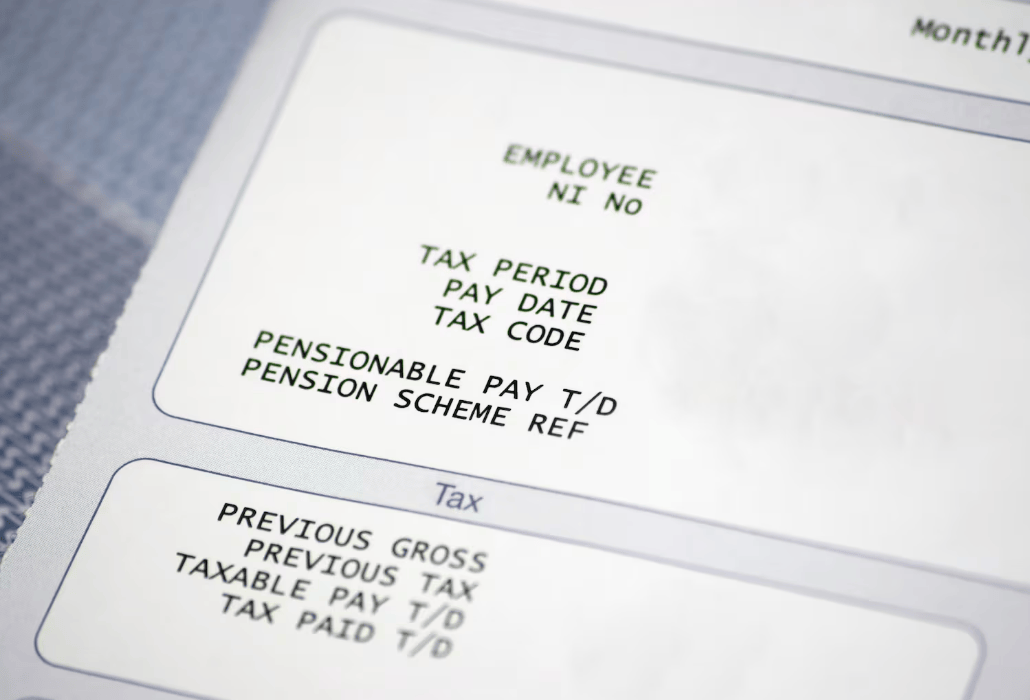 EMPLOYEE
NI NO
TAX PERIOD
PAY DATE
TAX CODE
PENSIONABLE PAY T/D
PENSION SCHEME REF
Tax
PREVIOUS GROSS
PREVIOUS TAX
TAXABLE PAY T/D
TAX PAID T/D